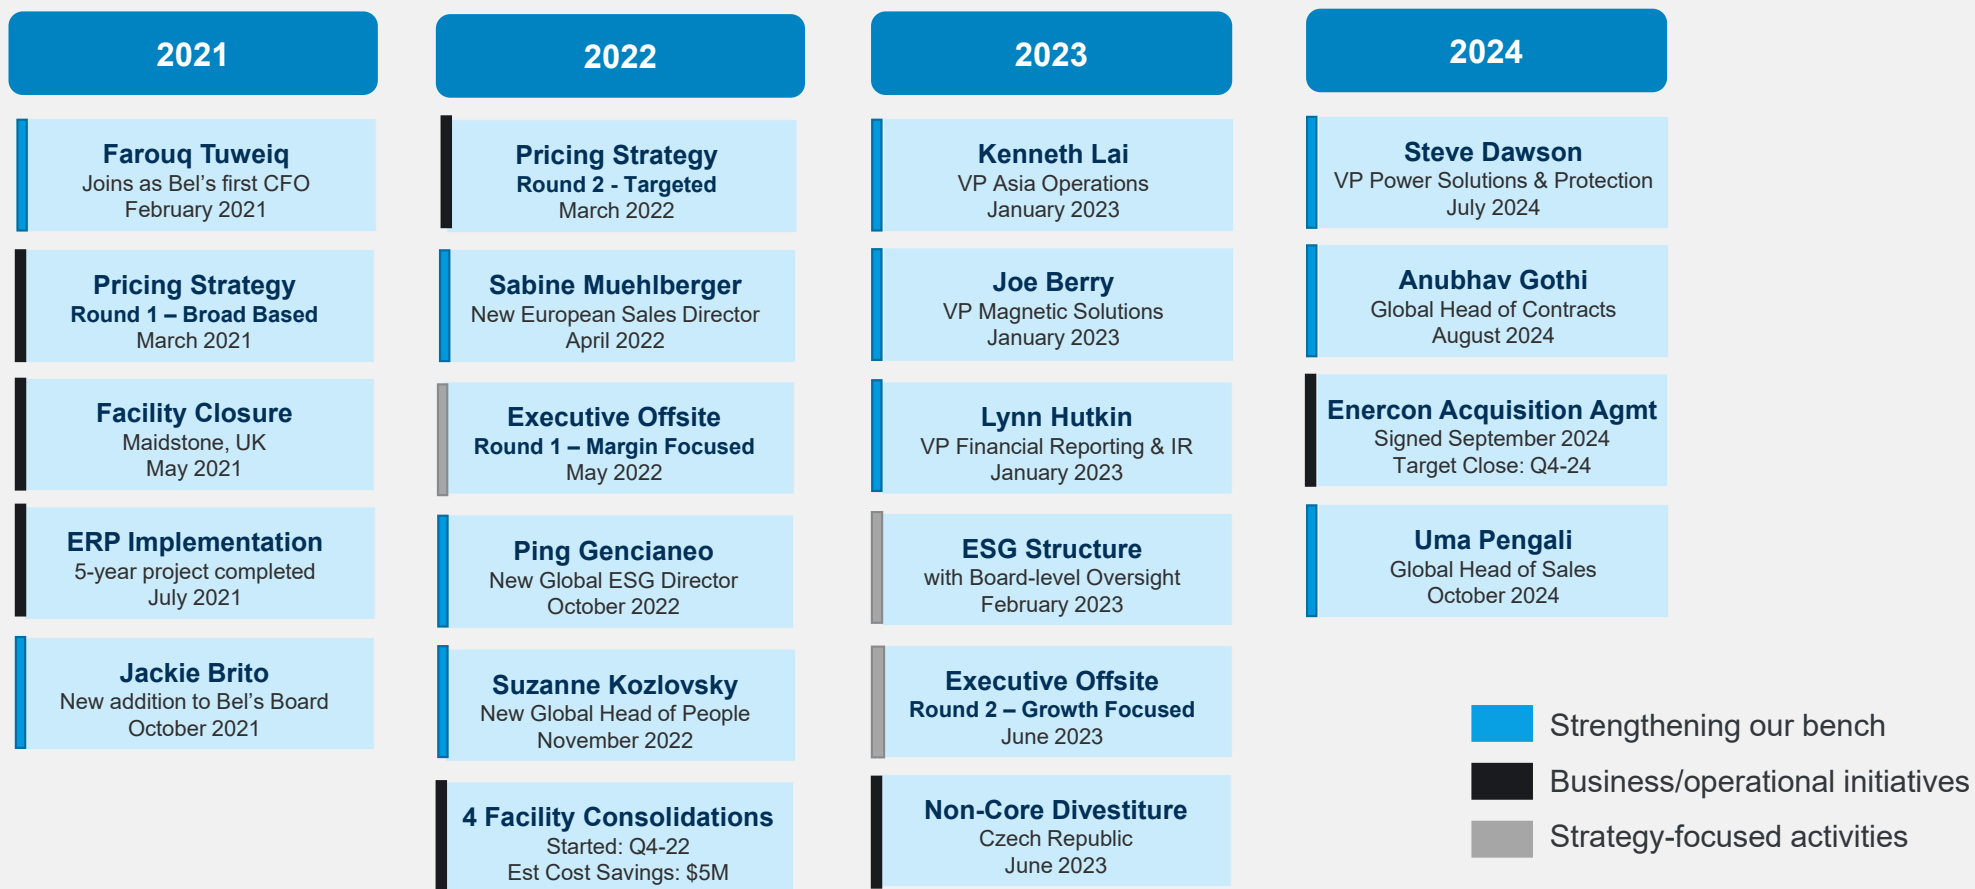 2021
Farouq Tuweiq
Joins as Bel's first CFO
February 2021
Pricing Strategy
Round 1 – Broad Based
March 2021
Facility Closure
Maidstone, UK
May 2021
ERP Implementation
5-year project completed
July 2021
Jackie Brito
New addition to Bel's Board
October 2021
2022
Pricing Strategy
Round 2 - Targeted
March 2022
Sabine Muehlberger
New European Sales Director
April 2022
Executive Offsite
Round 1 – Margin Focused
May 2022
Ping Gencianeo
New Global ESG Director
October 2022
Suzanne Kozlovsky
New Global Head of People
November 2022
4 Facility Consolidations
Started: Q4-22
Est Cost Savings: $5M
2023
Kenneth Lai
VP Asia Operations
January 2023
Joe Berry
VP Magnetic Solutions
January 2023
Lynn Hutkin
VP Financial Reporting & IR
January 2023
ESG Structure
with Board-level Oversight
February 2023
Executive Offsite
Round 2 – Growth Focused
June 2023
Non-Core Divestiture
Czech Republic
June 2023
2024
Steve Dawson
VP Power Solutions & Protection
July 2024
Anubhav Gothi
Global Head of Contracts
August 2024
Enercon Acquisition Agmt
Signed September 2024
Target Close: Q4-24
Uma Pengali
Global Head of Sales
October 2024
Strengthening our bench
Business/operational initiatives
Strategy-focused activities